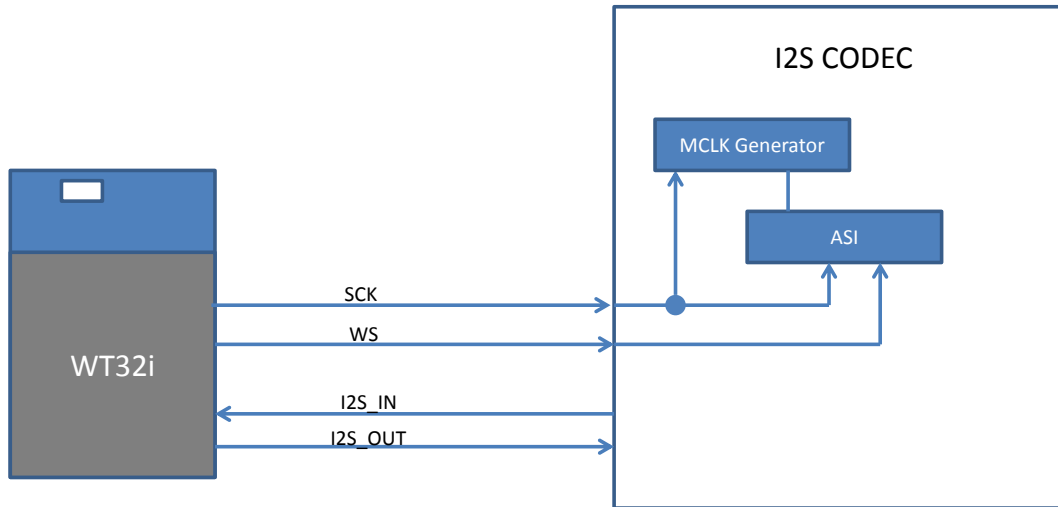 I2S CODEC
MCLK Generator
ASI
SCK
WS
WT32i
I2S_IN
I2S_OUT